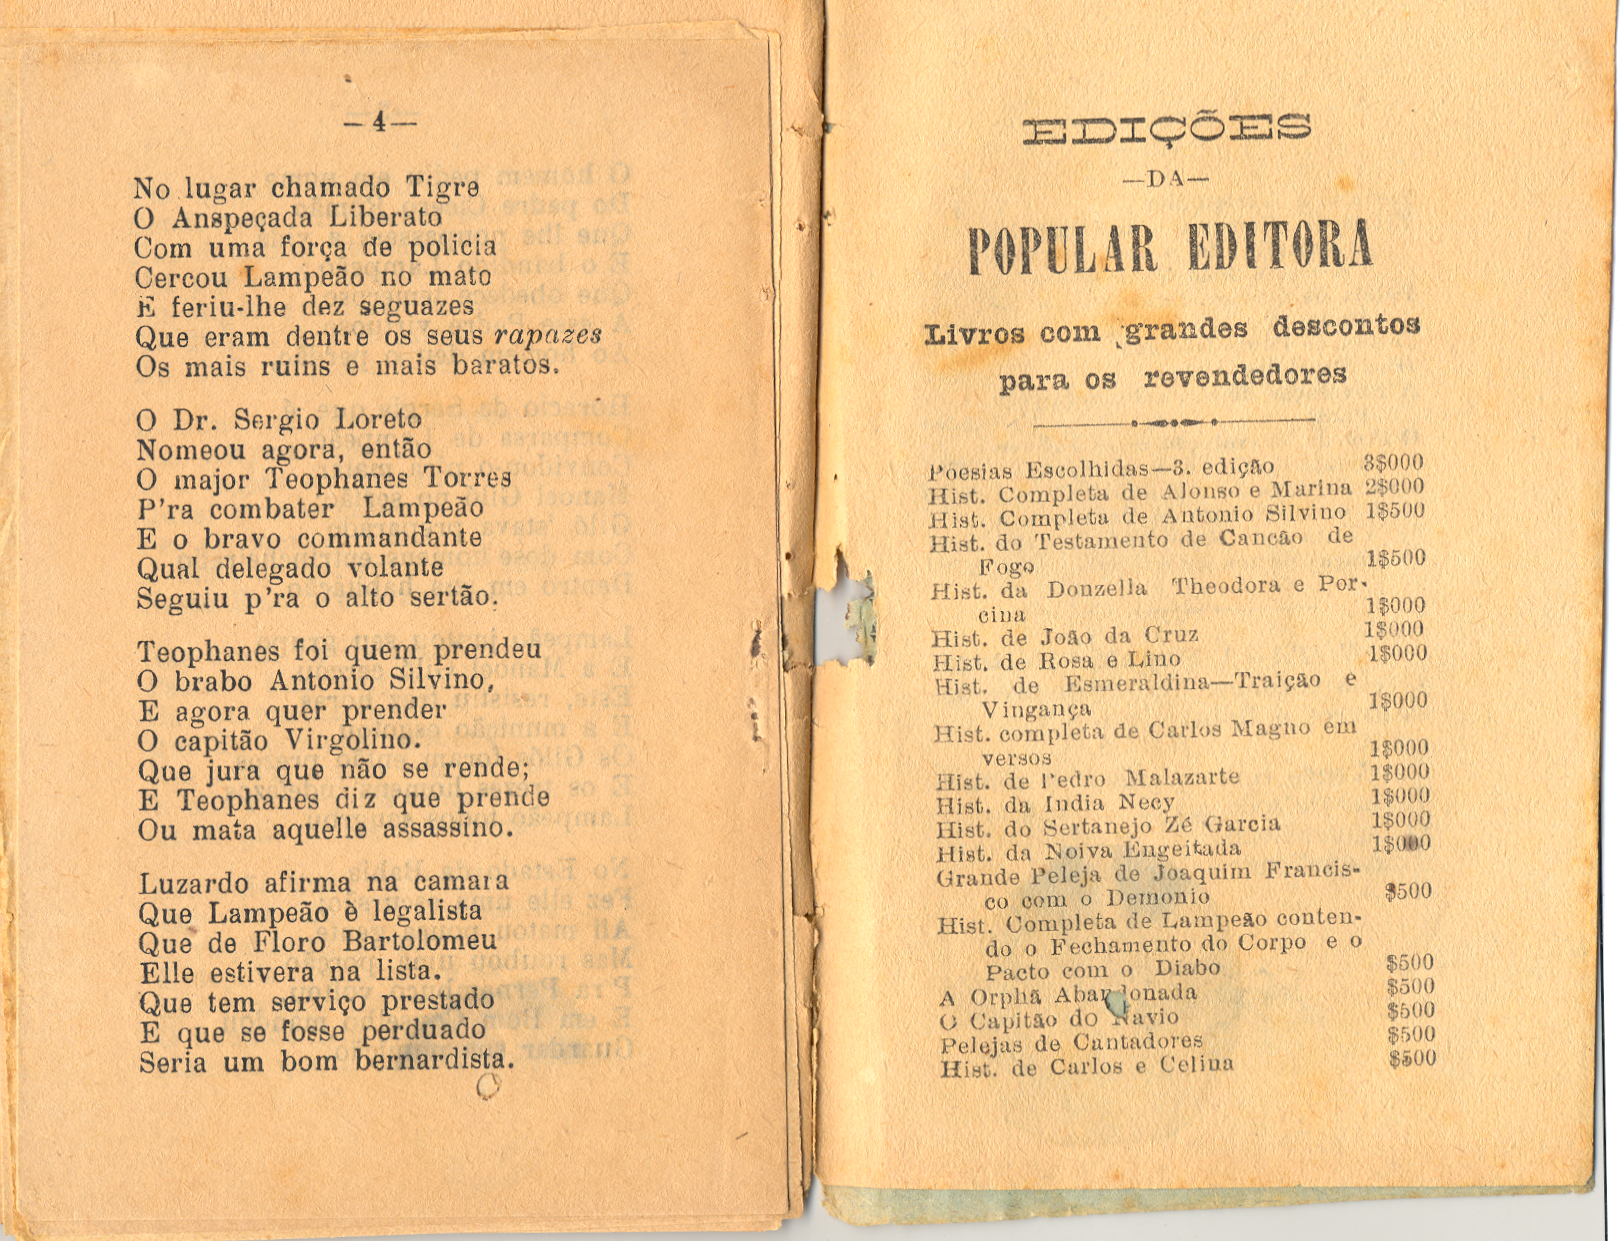 —4—
No lugar chamado Tigre
O Anspeçada Liberato
Com uma força de policia
Cercou Lampeão no mato
E feriu-lhe dez seguazes
Que eram dentre os seus rapazes
Os mais ruins e mais baratos.
O Dr. Sergio Loreto
Nomeou agora, então
O major Teophanes Torres
P'ra combater Lampeão
E o bravo commandante
Qual delegado volante
Seguiu p'ra o alto sertão.
Teophanes foi quem prendeu
O brabo Antonio Silvino,
E agora quer prender
O capitão Virgolino.
Que jura que não se rende;
E Teophanes diz que prende
Ou mata aquelle assassino.
Luzardo afirma na camara
Que Lampeão è legalista
Que de Floro Bartolomeu
Elle estivera na lista.
Que tem serviço prestado
E que se fosse perduado
Seria um bom bernardista.
EDIÇÕES
—DA—
POPULAR EDITORA
Livros com grandes descontos
para os revendedores
Poesias Escolhidas—3. edição 3$000
Hist. Completa de Alonso e Marina 2$000
Hist. Completa de Antonio Silvino 1$500
Hist. do Testamento de Cancão de
Fogo 1$500
Hist. da Donzella Theodora e Por-
cina 1$000
Hist. de João da Cruz 1$000
Hist. de Rosa e Lino 1$000
Hist. de Esmeraldina—Traição e
Vingança 1$000
Hist. completa de Carlos Magno em
versos 1$000
Hist. de Pedro Malazarte 1$000
Hist. da India Necy 1$000
Hist. do Sertanejo Zé Garcia 1$000
Hist. da Noiva Engeitada 1$000
Grande Peleja de Joaquim Francis-
co com o Demonio $500
Hist. Completa de Lampeão conten-
do o Fechamento do Corpo e o
Pacto com o Diabo $500
A Orphã Abandonada $500
O Capitão do Navio $500
Pelejas de Cantadores $500
Hist. de Carlos e Celina $500